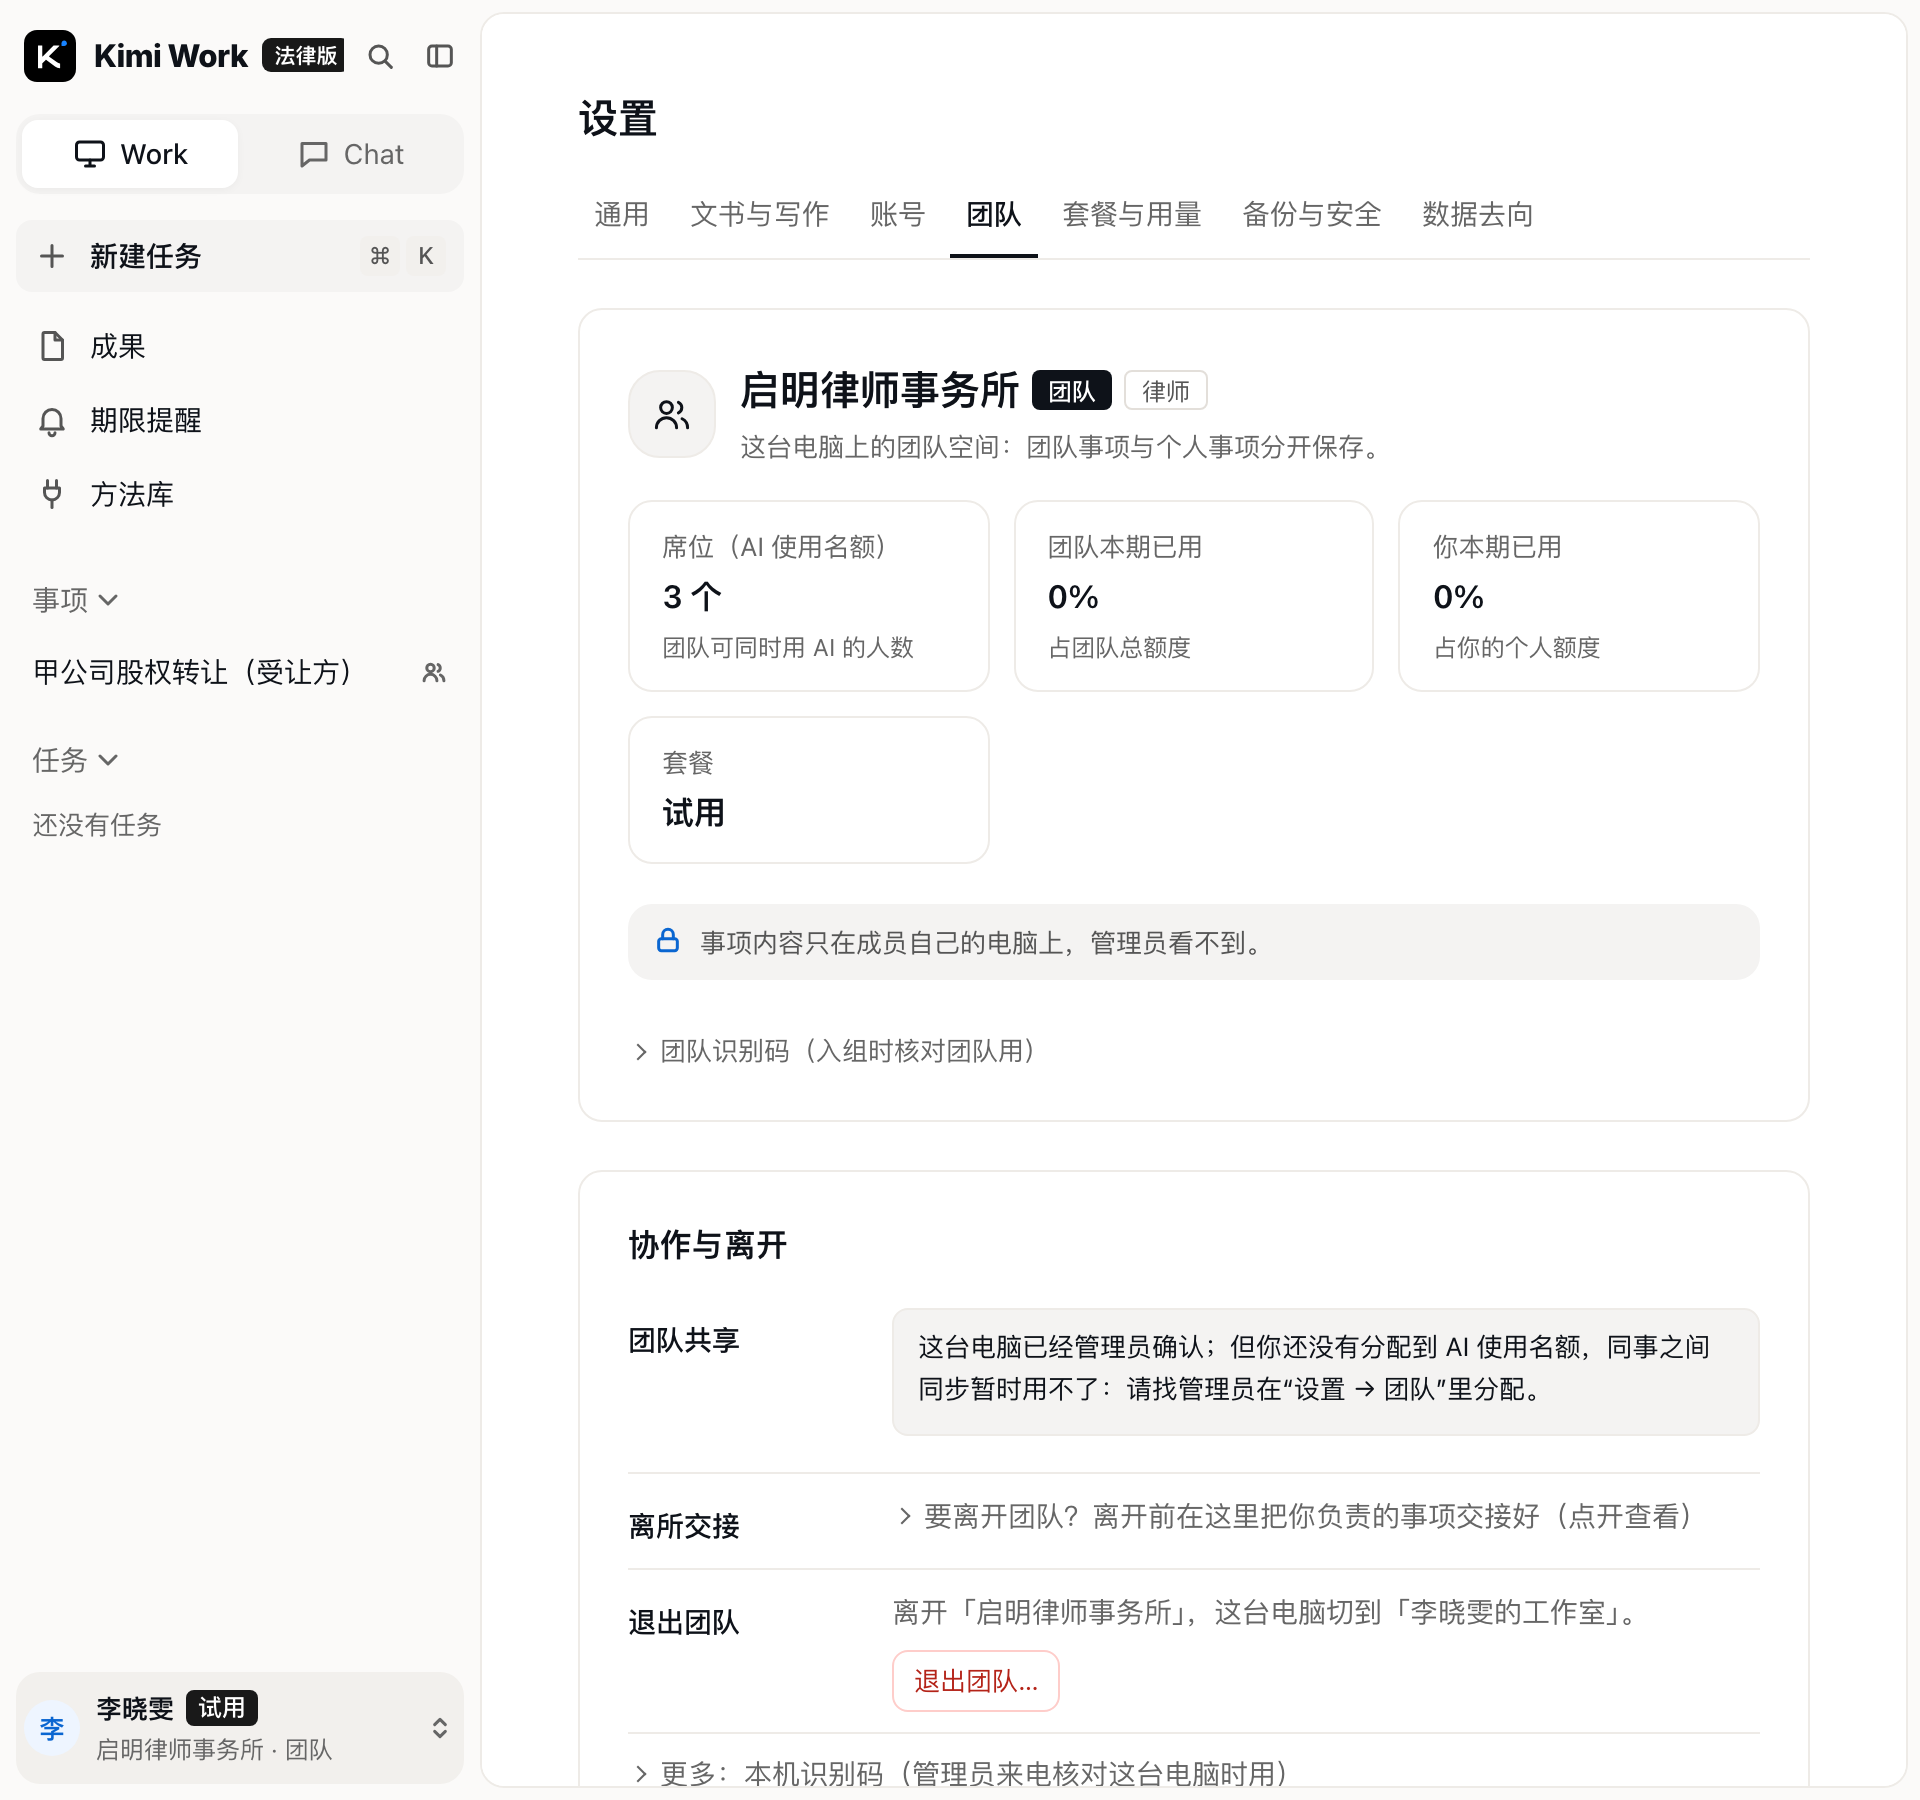 Kimi Work 法律版
Work
Chat
新建任务 ⌘ K
成果
期限提醒
方法库
事项
甲公司股权转让（受让方）
任务
还没有任务
李
李晓雯 试用
启明律师事务所 · 团队
设置
通用 文书与写作 账号 团队 套餐与用量 备份与安全 数据去向
启明律师事务所 团队 律师
这台电脑上的团队空间：团队事项与个人事项分开保存。
席位（AI 使用名额）
3 个
团队可同时用 AI 的人数
团队本期已用
0%
占团队总额度
你本期已用
0%
占你的个人额度
套餐
试用
事项内容只在成员自己的电脑上，管理员看不到。
团队识别码（入组时核对团队用）
协作与离开
团队共享
这台电脑已经管理员确认；但你还没有分配到 AI 使用名额，同事之间
同步暂时用不了：请找管理员在“设置 → 团队”里分配。
离所交接
要离开团队？离开前在这里把你负责的事项交接好（点开查看）
退出团队
离开「启明律师事务所」，这台电脑切到「李晓雯的工作室」。
退出团队...
更多：本机识别码（管理员来电核对这台电脑时用）